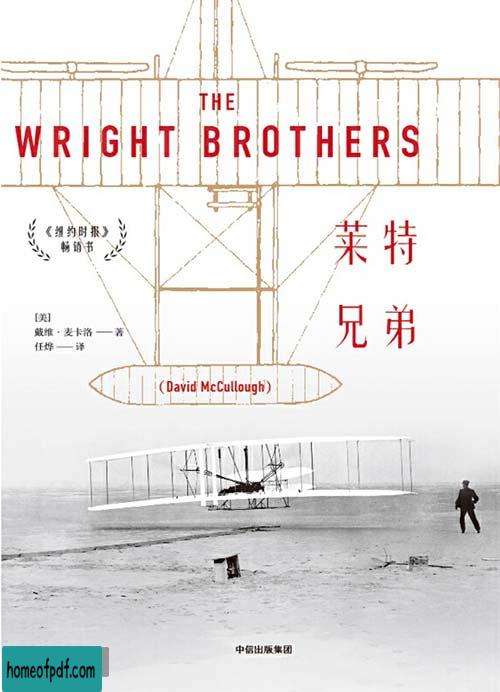 THE
WRIGHT BROTHERS
莱特
兄弟
《纽约时报》
畅销书
[美]
戴维·麦卡洛——著
任烨——译
(David McCullough)
中信出版集团
homeofpdf.com